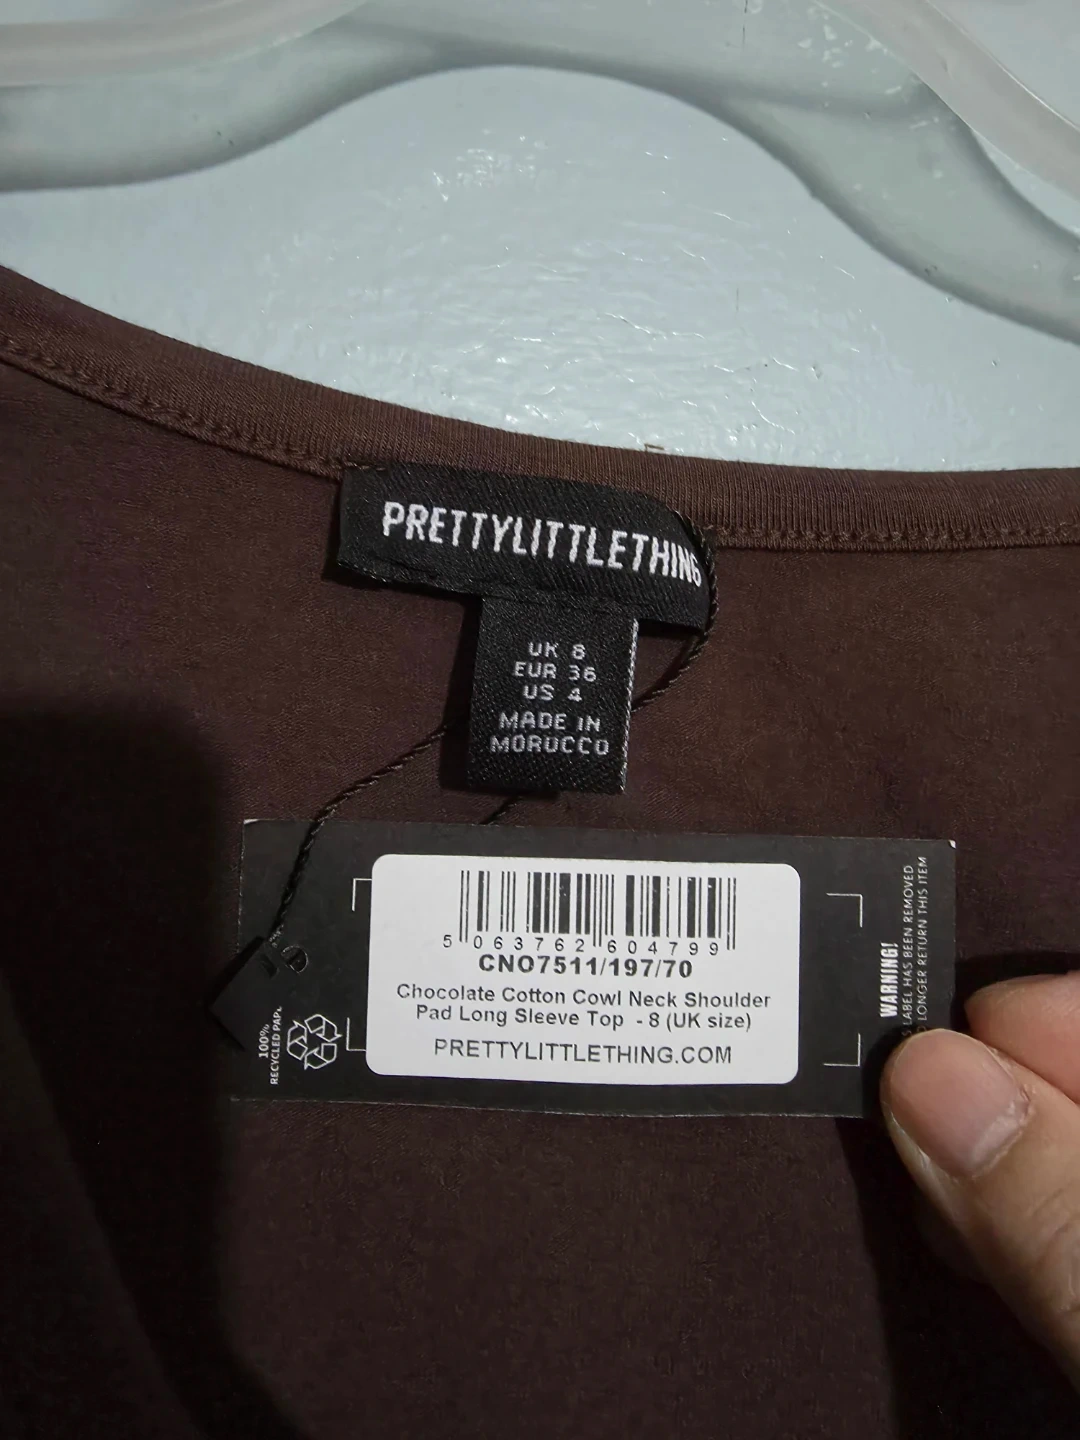 PRETTYLITTLETHING
UK 8
EUR 36
US 4
MADE IN
MORUCCO
5 063762 604799
CNO7511/197/70
Chocolate Cotton Cowl Neck Shoulder
Pad Long Sleeve Top - 8 (UK size)
PRETTYLITTLETHING.COM
100%
RECYCLED
WARNING!
LABEL HAS BEEN REMOVED
LONGER RETURN THIS ITEM